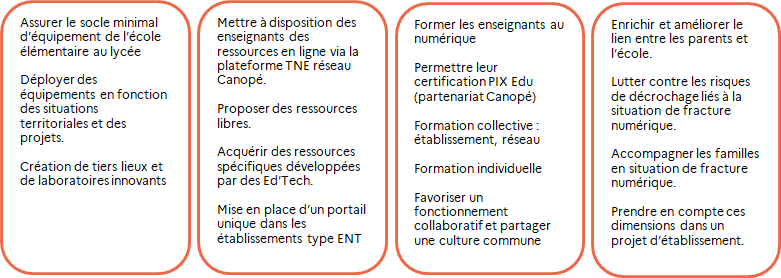 Assurer le socle minimal
d'équipement de l'école
élémentaire au lycée
Déployer des
équipements en fonction
des situations
territoriales et des
projets.
Création de tiers lieux et
de laboratoires innovants
Mettre à disposition des
enseignants des
ressources en ligne via la
plateforme TNE réseau
Canopé.
Proposer des ressources
libres.
Acquérir des ressources
spécifiques développées
par des Ed'Tech.
Mise en place d'un portail
unique dans les
établissements type ENT
Former les enseignants au
numérique
Permettre leur
certification PIX Edu
(partenariat Canopé)
Formation collective :
établissement, réseau
Formation individuelle
Favoriser un
fonctionnement
collaboratif et partager
une culture commune
Enrichir et améliorer le
lien entre les parents et
l'école.
Lutter contre les risques
de décrochage liés à la
situation de fracture
numérique.
Accompagner les familles
en situation de fracture
numérique.
Prendre en compte ces
dimensions dans un
projet d'établissement.